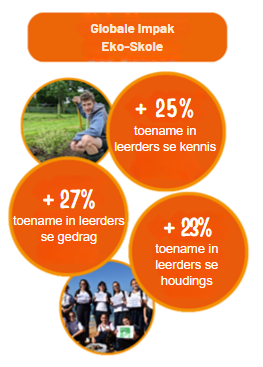 Globale Impak
Eko-Skole
+ 25%
toename in
leerders se kennis
+ 27%
toename in leerders
se gedrag
+ 23%
toename in
leerders se
houdings